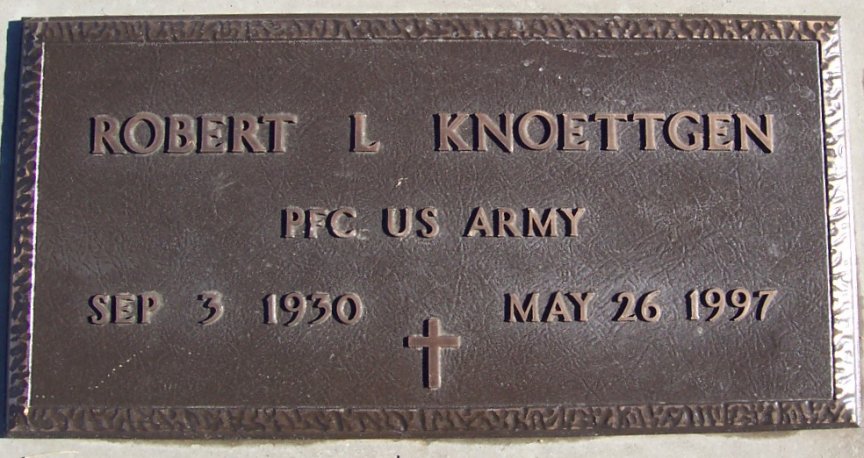 ROBERT L KNOETTGEN
PFC US ARMY
SEP 3 1930 MAY 26 1997